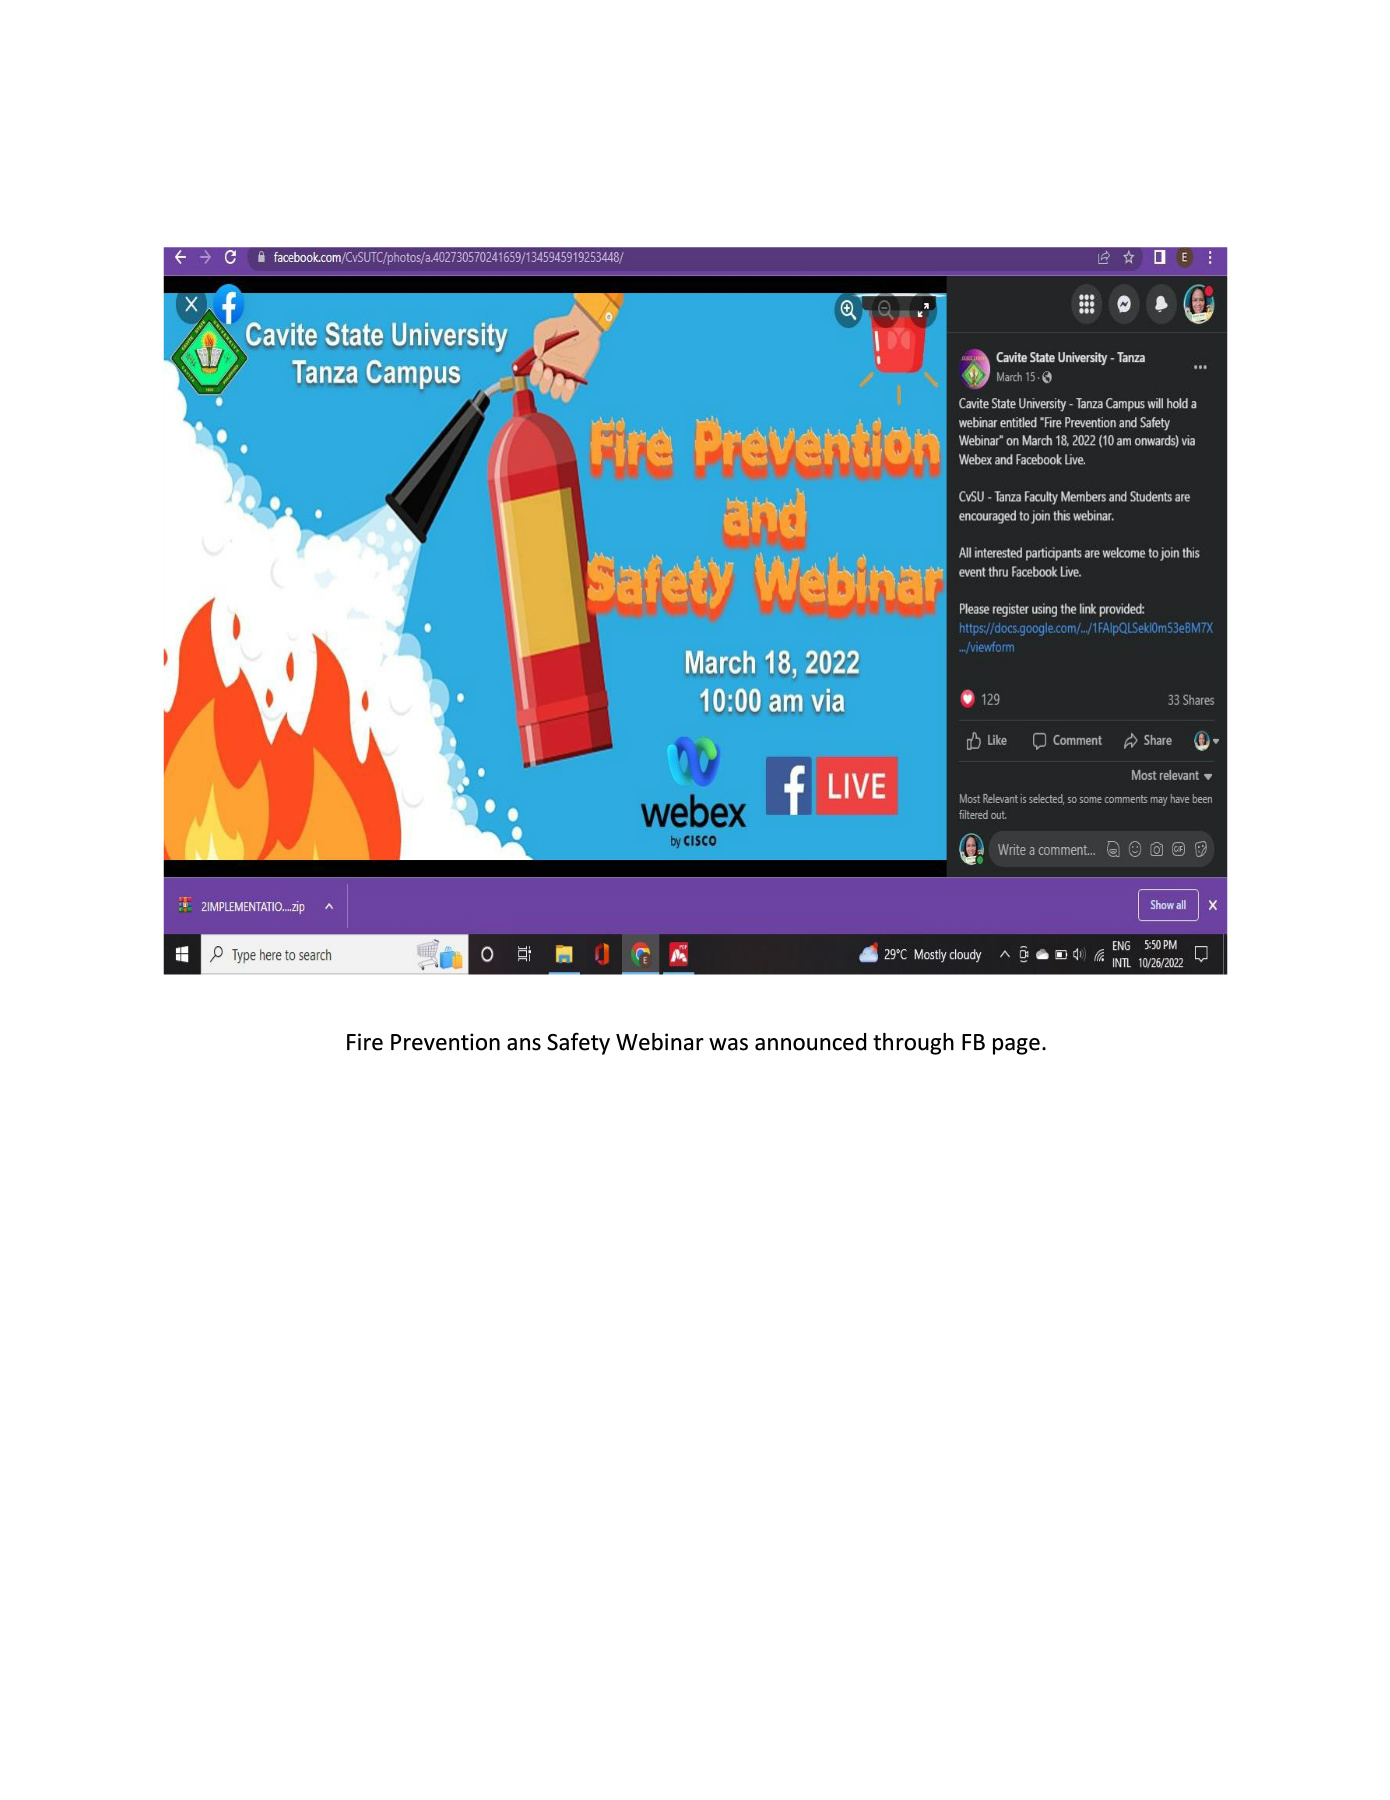 facebook.com/CvSUTC/photos/a.402730570241659/1345945919253448/
E
Cavite State University
Tanza Campus
Fire Prevention
and
Safety Webinar
March 18, 2022
10:00 am via
webex
by CISCO
LIVE
Cavite State University - Tanza
March 15 ·
Cavite State University - Tanza Campus will hold a
webinar entitled "Fire Prevention and Safety
Webinar" on March 18, 2022 (10 am onwards) via
Webex and Facebook Live.
CvSU - Tanza Faculty Members and Students are
encouraged to join this webinar.
All interested participants are welcome to join this
event thru Facebook Live.
Please register using the link provided:
https://docs.google.com/.../1FAIpQLSekl0m53eBM7X
.../viewform
129
33 Shares
Like Comment Share
Most relevant
Most Relevant is selected, so some comments may have been
filtered out.
Write a comment...
GIF
2IMPLEMENTATIO....zip
Show all
Type here to search
29°C Mostly cloudy
ENG
INTL
5:50 PM
10/26/2022
Fire Prevention ans Safety Webinar was announced through FB page.